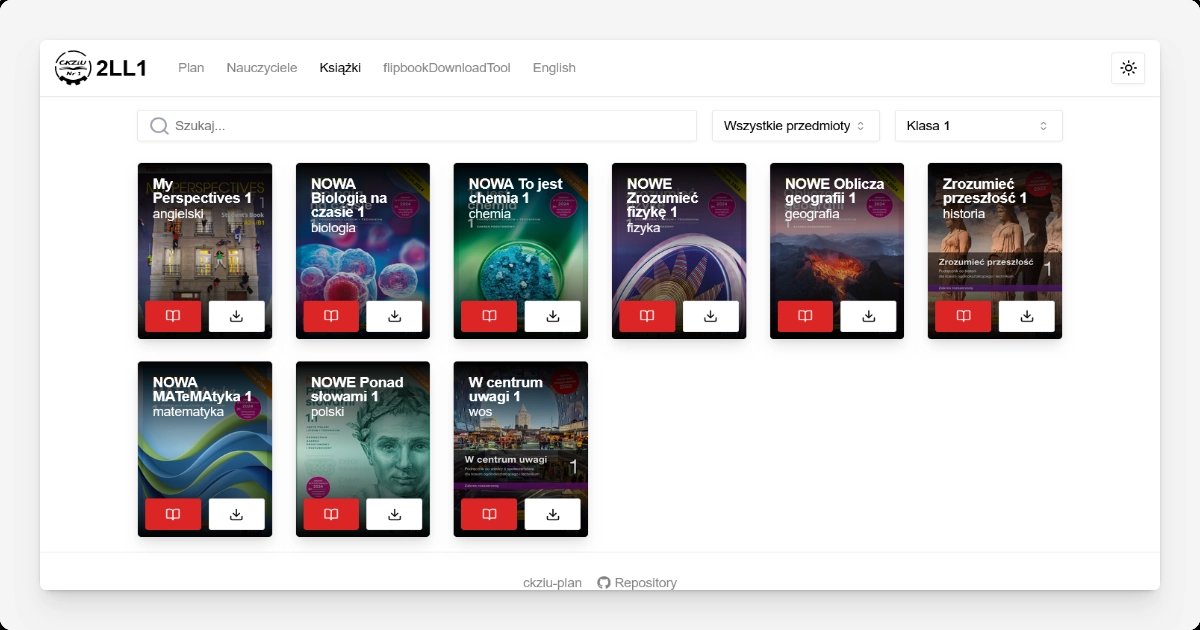 CKZiU
Nr 1
2LL1
Plan
Nauczyciele
Książki
flipbookDownloadTool
English
Szukaj...
Wszystkie przedmioty
Klasa 1
My
Perspectives 1
angielski
PERSPECTIVES
Student's Book
NOWA
Biologia na
czasie 1
biologia
NOWA To jest
chemia 1
chemia
NOWE
Zrozumieć
fizykę 1
fizyka
NOWE Oblicza
geografii 1
geografia
Zrozumieć
przeszłość 1
historia
Zrozumieć przeszłość
1
NOWA
MATeMAtyka 1
matematyka
NOWE Ponad
słowami 1
polski
W centrum
uwagi 1
wos
W centrum uwagi
1
ckziu-plan
Repository